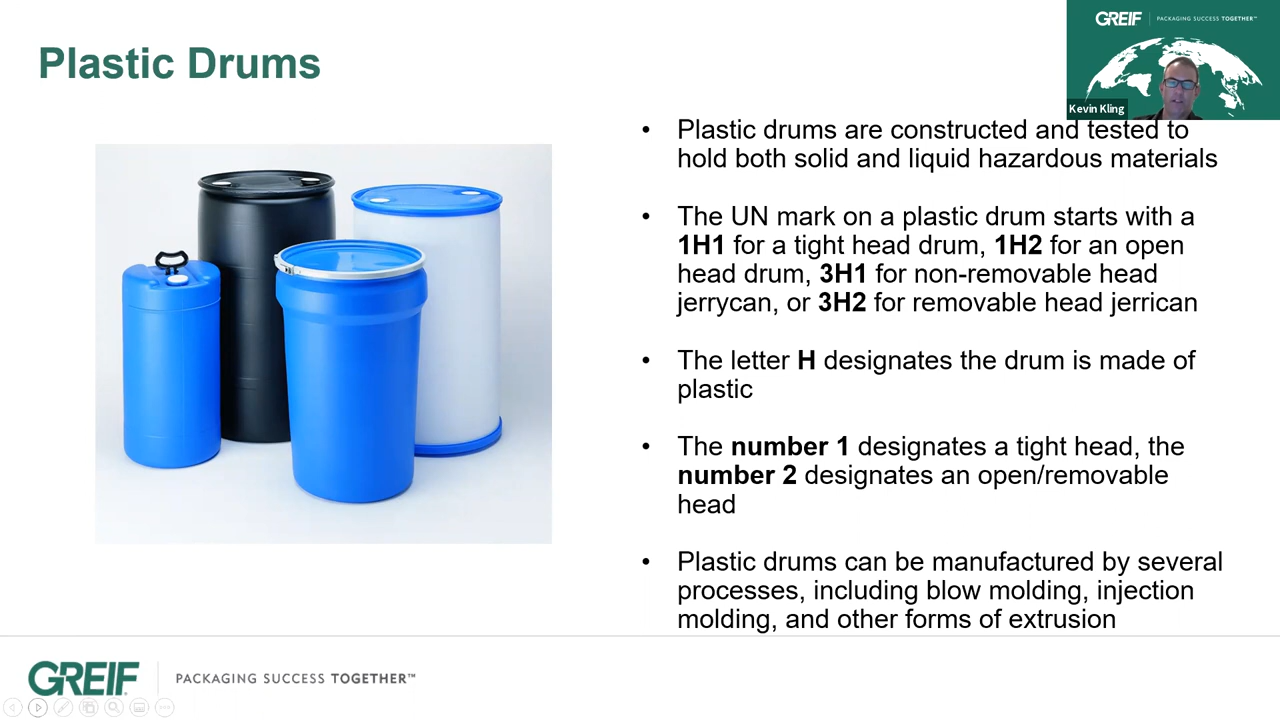 Plastic Drums
GREIF
PACKAGING SUCCESS TOGETHER™
Kevin Kling
• Plastic drums are constructed and tested to
hold both solid and liquid hazardous materials
• The UN mark on a plastic drum starts with a
1H1 for a tight head drum, 1H2 for an open
head drum, 3H1 for non-removable head
jerrycan, or 3H2 for removable head jerrican
• The letter H designates the drum is made of
plastic
• The number 1 designates a tight head, the
number 2 designates an open/removable
head
• Plastic drums can be manufactured by several
processes, including blow molding, injection
molding, and other forms of extrusion
GREIF
PACKAGING SUCCESS TOGETHER™